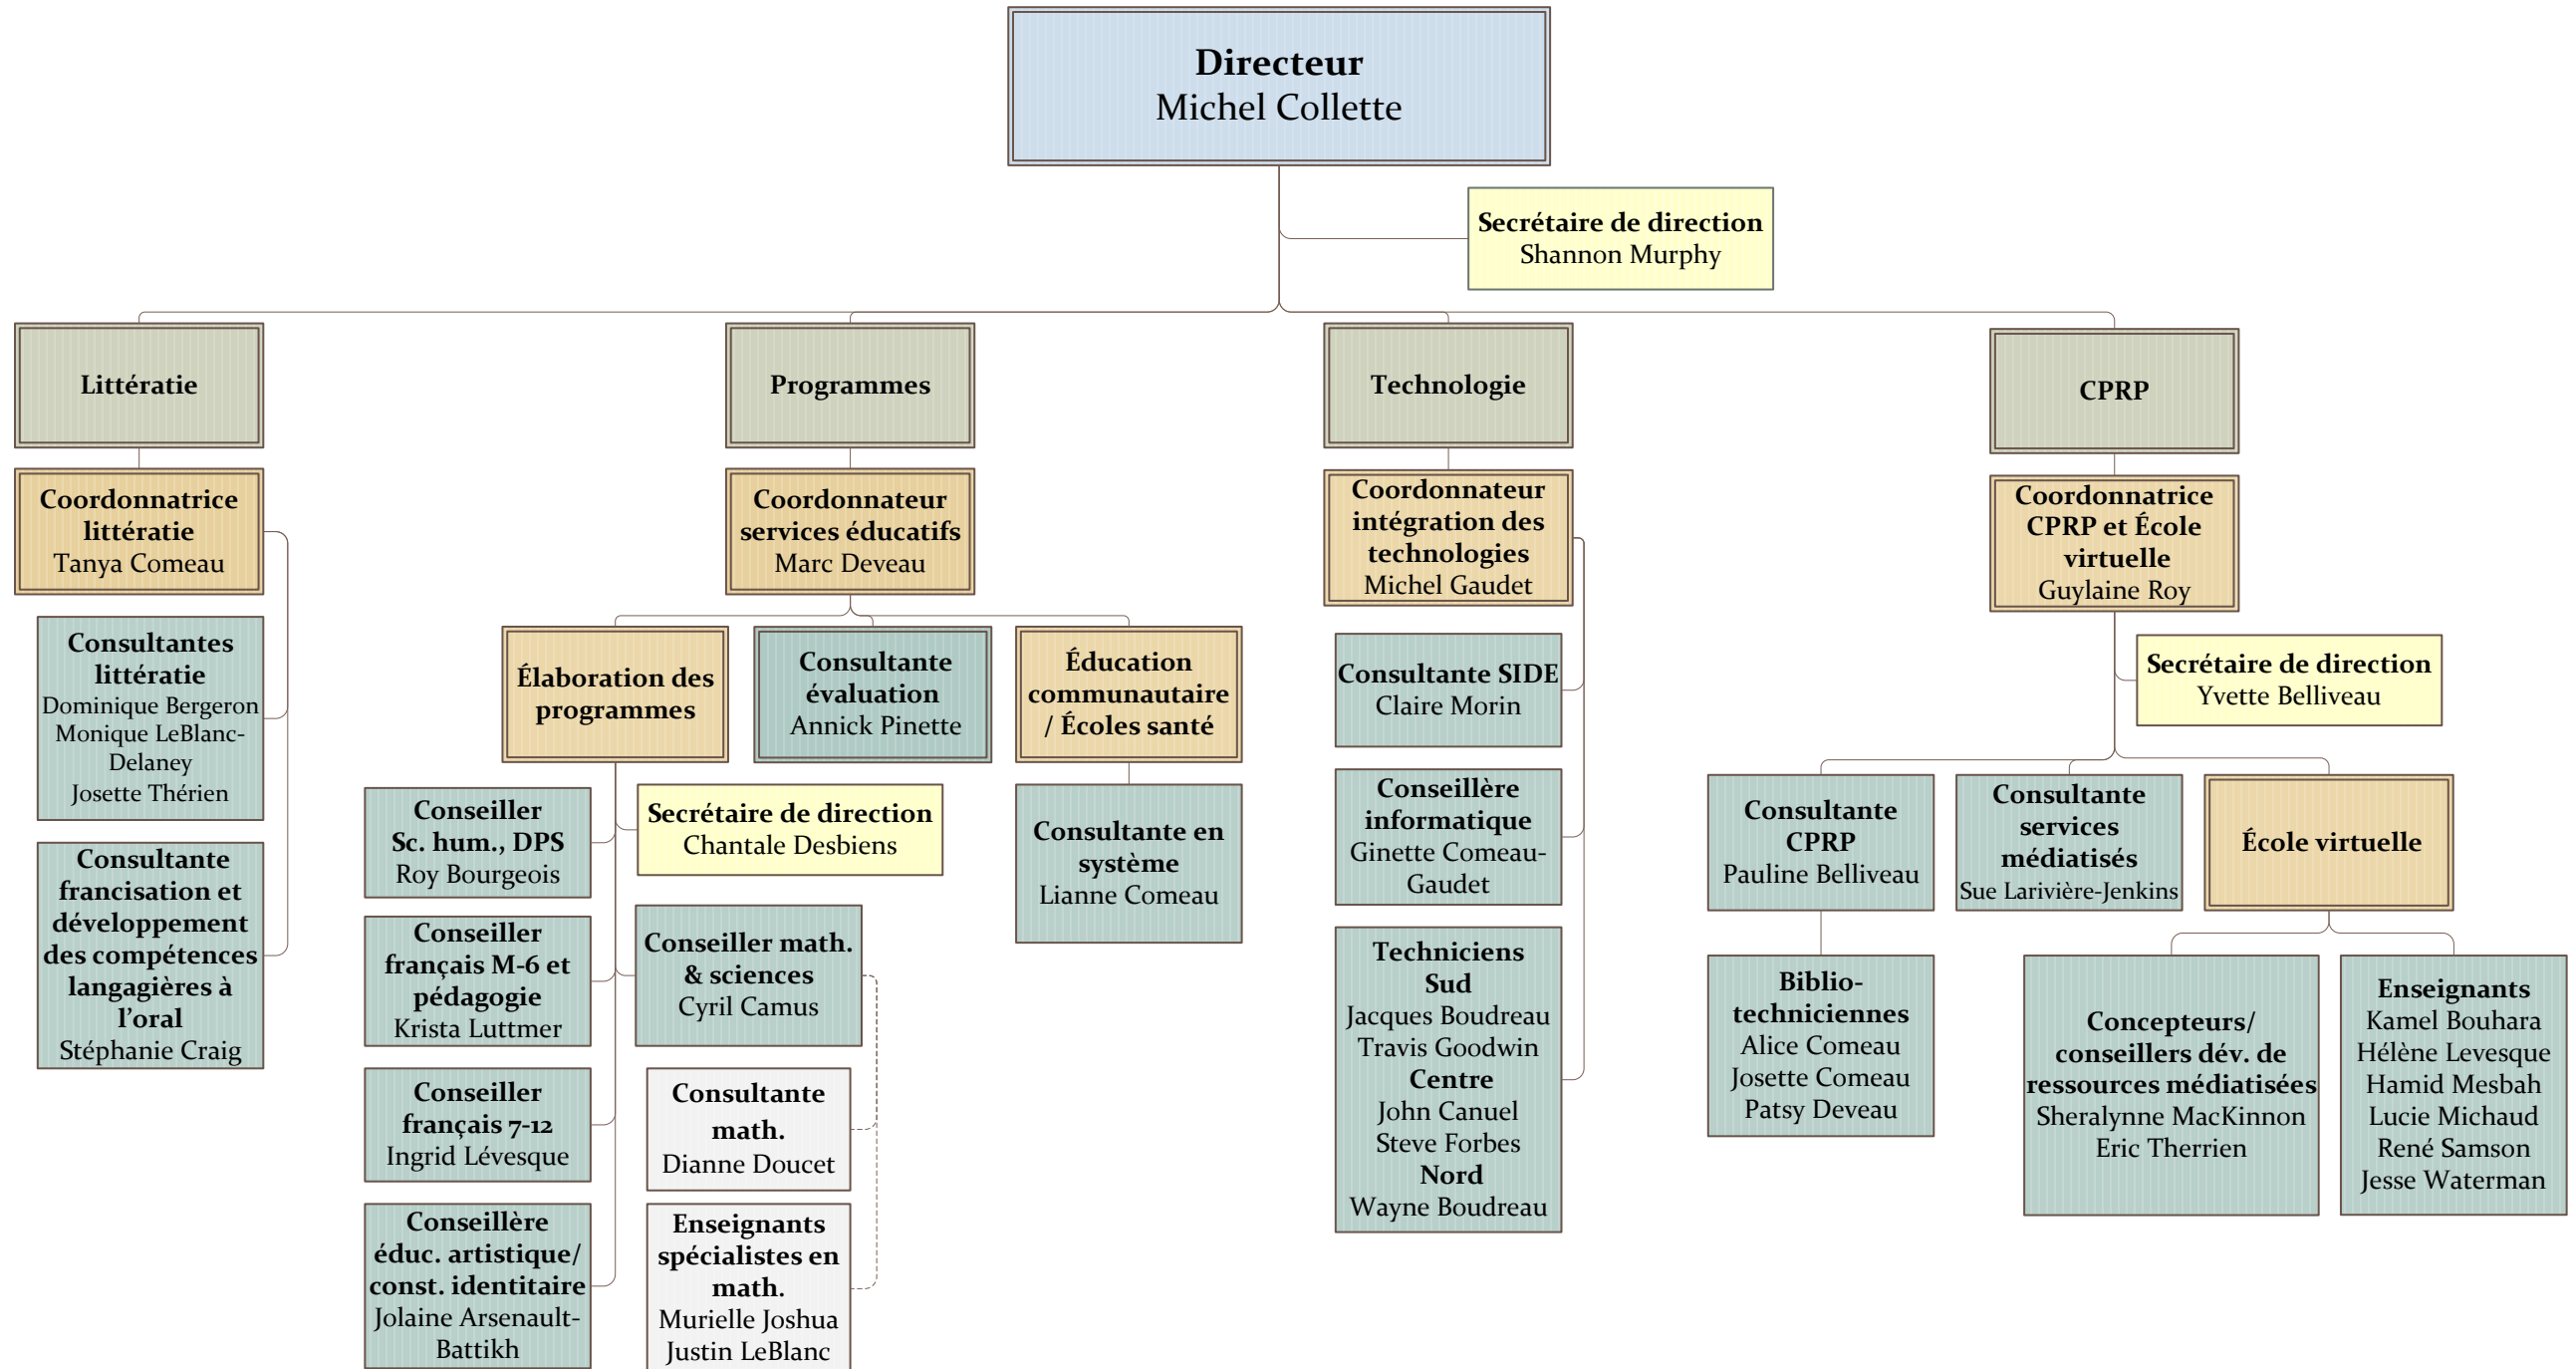 Directeur
Michel Collette
Secrétaire de direction
Shannon Murphy
Littératie
Coordonnatrice
littératie
Tanya Comeau
Consultantes
littératie
Dominique Bergeron
Monique LeBlanc-
Delaney
Josette Thérien
Consultante
francisation et
développement
des compétences
langagières à
l'oral
Stéphanie Craig
Programmes
Coordonnateur
services éducatifs
Marc Deveau
Élaboration des
programmes
Consultante
évaluation
Annick Pinette
Éducation
communautaire
/ Écoles santé
Conseiller
Sc. hum., DPS
Roy Bourgeois
Secrétaire de direction
Chantale Desbiens
Conseiller
français M-6 et
pédagogie
Krista Luttmer
Conseiller math.
& sciences
Cyril Camus
Conseiller
français 7-12
Ingrid Lévesque
Consultante
math.
Dianne Doucet
Conseillère
éduc. artistique/
const. identitaire
Jolaine Arsenault-
Battikh
Enseignants
spécialistes en
math.
Murielle Joshua
Justin LeBlanc
Consultante en
système
Lianne Comeau
Technologie
Coordonnateur
intégration des
technologies
Michel Gaudet
Consultante SIDE
Claire Morin
Conseillère
informatique
Ginette Comeau-
Gaudet
Techniciens
Sud
Jacques Boudreau
Travis Goodwin
Centre
John Canuel
Steve Forbes
Nord
Wayne Boudreau
CPRP
Coordonnatrice
CPRP et École
virtuelle
Guylaine Roy
Secrétaire de direction
Yvette Belliveau
Consultante
CPRP
Pauline Belliveau
Consultante
services
médiatisés
Sue Larivière-Jenkins
École virtuelle
Biblio-
techniciennes
Alice Comeau
Josette Comeau
Patsy Deveau
Concepteurs/
conseillers dév. de
ressources médiatisées
Sheralynne MacKinnon
Eric Therrien
Enseignants
Kamel Bouhara
Hélène Levesque
Hamid Mesbah
Lucie Michaud
René Samson
Jesse Waterman